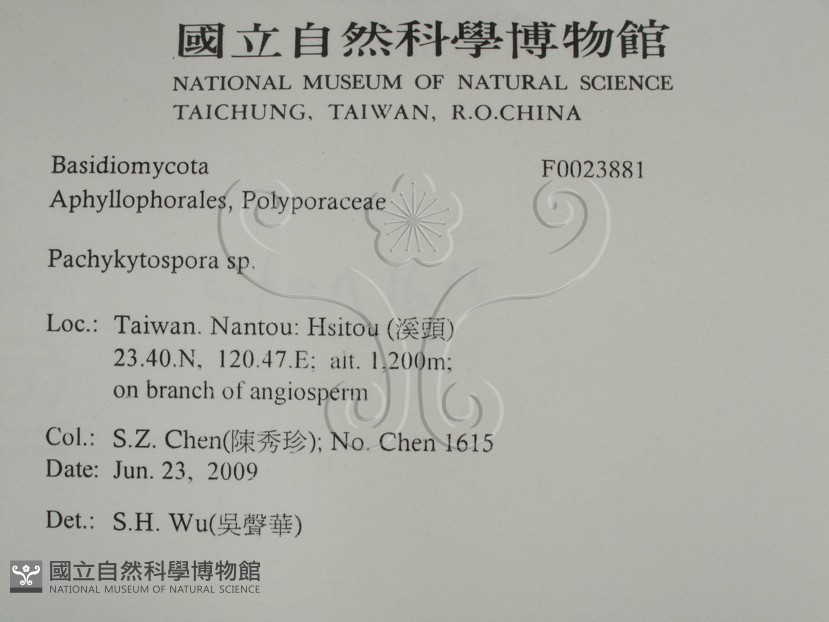 國立自然科學博物館
NATIONAL MUSEUM OF NATURAL SCIENCE
TAICHUNG, TAIWAN, R.O.CHINA
Basidiomycota F0023881
Aphyllophorales, Polyporaceae
Pachykytospora sp.
Loc.: Taiwan. Nantou: Hsitou (溪頭)
23.40.N, 120.47.E; alt. 1,200m;
on branch of angiosperm
Col.: S.Z. Chen(陳秀珍); No. Chen 1615
Date: Jun. 23, 2009
Det.: S.H. Wu(吳聲華)
國立自然科學博物館
NATIONAL MUSEUM OF NATURAL SCIENCE